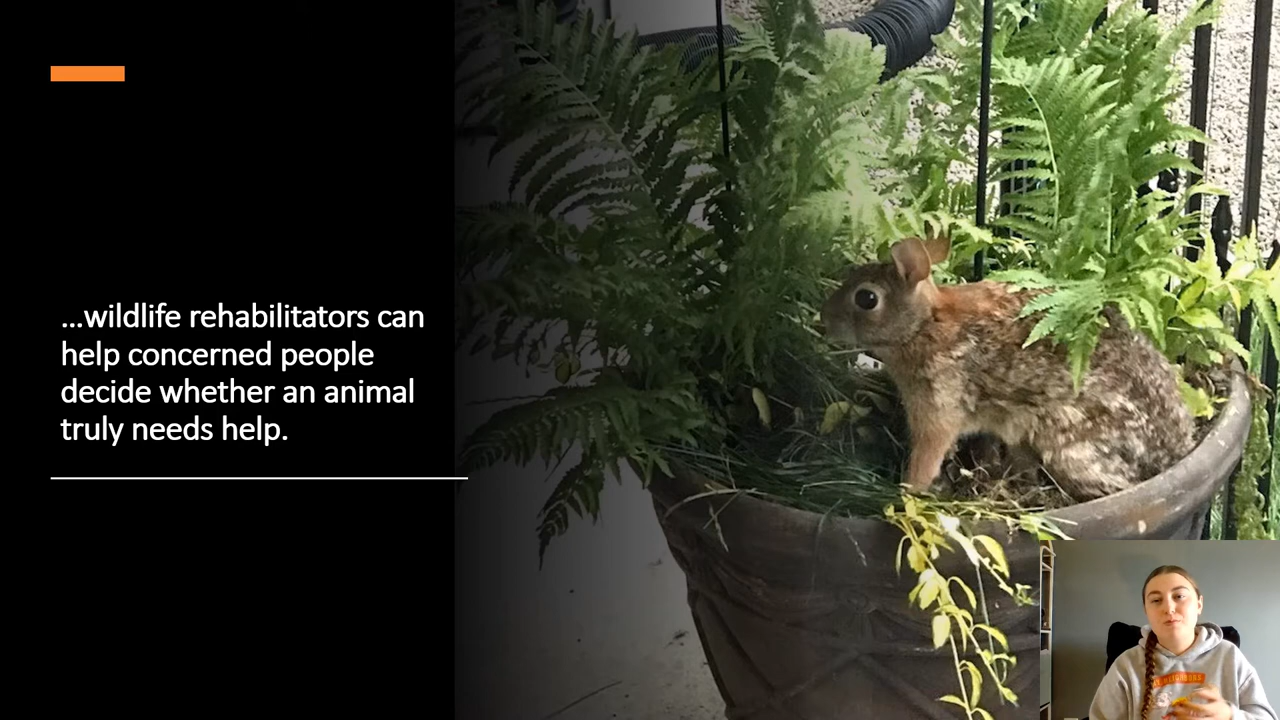 ...wildlife rehabilitators can
help concerned people
decide whether an animal
truly needs help.